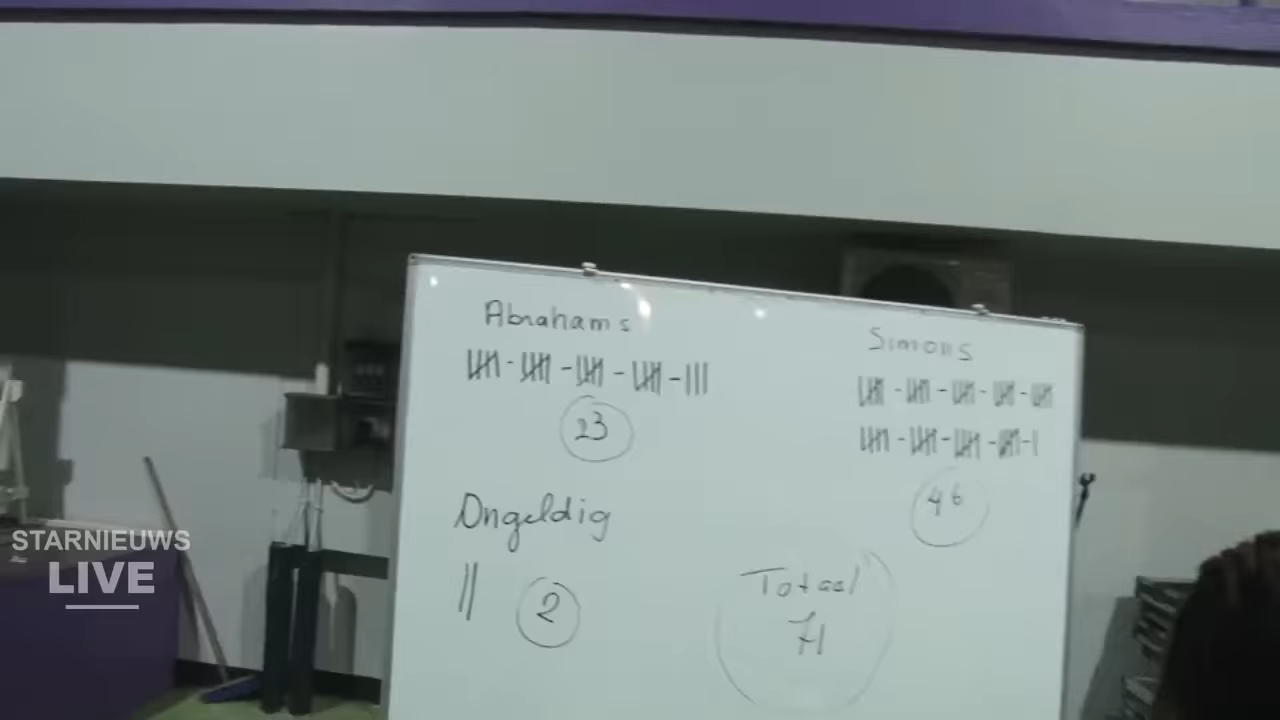 Abrahams
23
Simons
46
Ongeldig
2
Totaal
71
STARNIEUWS
LIVE